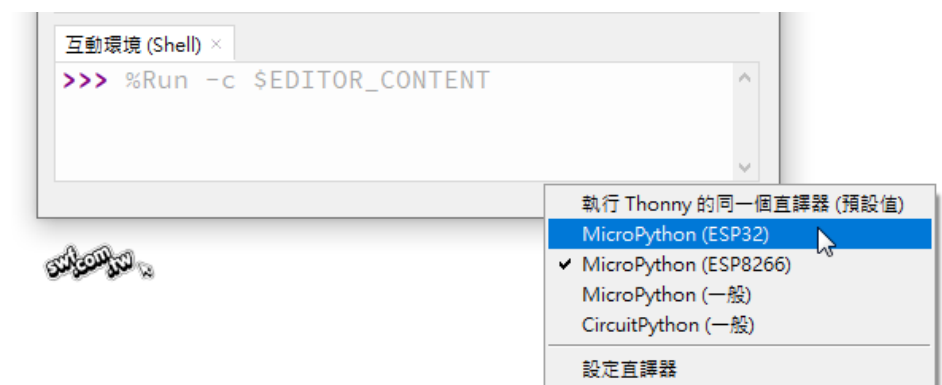 互動環境 (Shell) ×
>>> %Run -c $EDITOR_CONTENT
執行 Thonny 的同一個直譯器 (預設值)
MicroPython (ESP32)
✔ MicroPython (ESP8266)
MicroPython (一般)
CircuitPython (一般)
設定直譯器
swf.com.tw